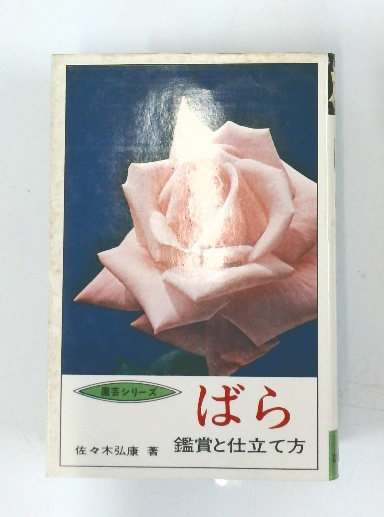 園芸シリーズ
ばら
鑑賞と仕立て方
佐々木弘康 著